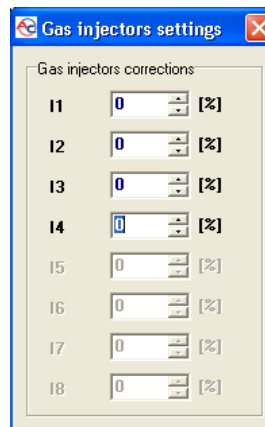 AC Gas injectors settings
Gas injectors corrections
I1 0 [%]
I2 0 [%]
I3 0 [%]
I4 0 [%]
I5 0 [%]
I6 0 [%]
I7 0 [%]
I8 0 [%]